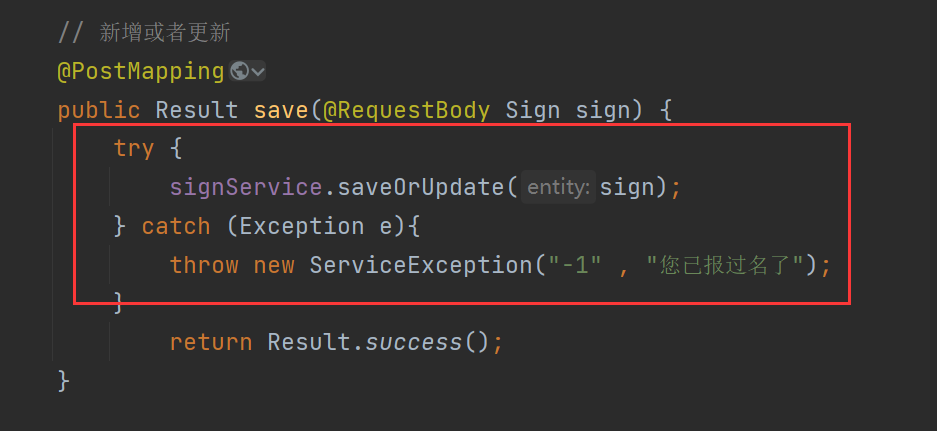 // 新增或者更新
@PostMapping
public Result save(@RequestBody Sign sign) {
try {
signService.saveOrUpdate( entity: sign);
} catch (Exception e){
throw new ServiceException("-1" , "您已报过名了");
}
return Result.success();
}